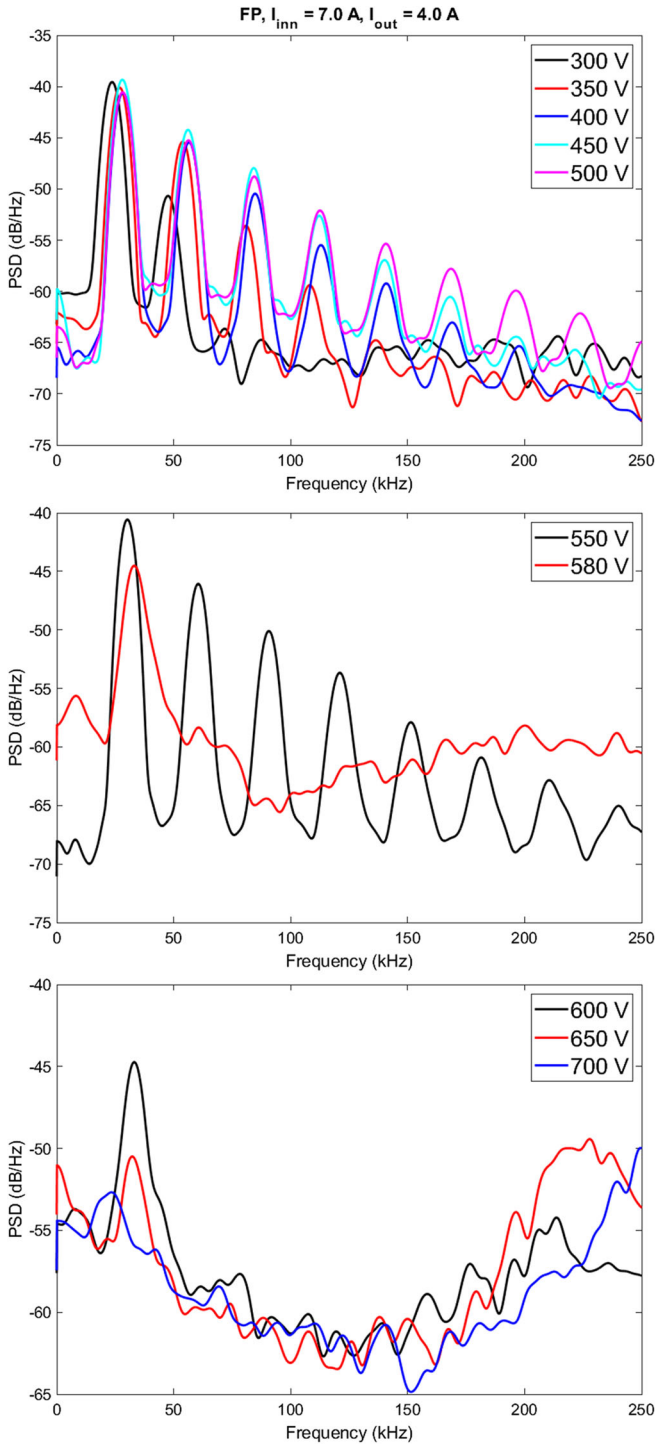 FP, I_inn = 7.0 A, I_out = 4.0 A
-35
-40
-45
-50
-55
-60
-65
-70
-75
PSD (dB/Hz)
300 V
350 V
400 V
450 V
500 V
0 50 100 150 200 250
Frequency (kHz)
-40
-45
-50
-55
-60
-65
-70
-75
PSD (dB/Hz)
550 V
580 V
0 50 100 150 200 250
Frequency (kHz)
-40
-45
-50
-55
-60
-65
PSD (dB/Hz)
600 V
650 V
700 V
0 50 100 150 200 250
Frequency (kHz)